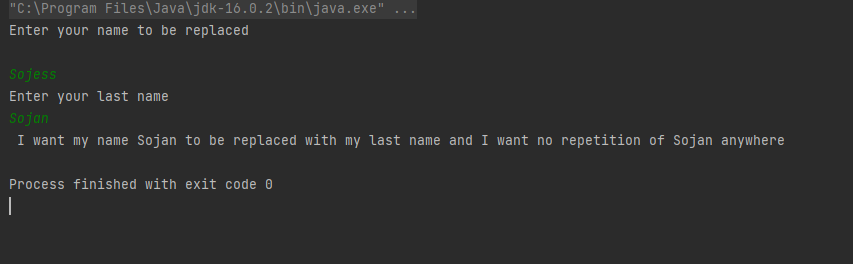 "C:\Program Files\Java\jdk-16.0.2\bin\java.exe" ...
Enter your name to be replaced
Sojess
Enter your last name
Sojan
I want my name Sojan to be replaced with my last name and I want no repetition of Sojan anywhere
Process finished with exit code 0